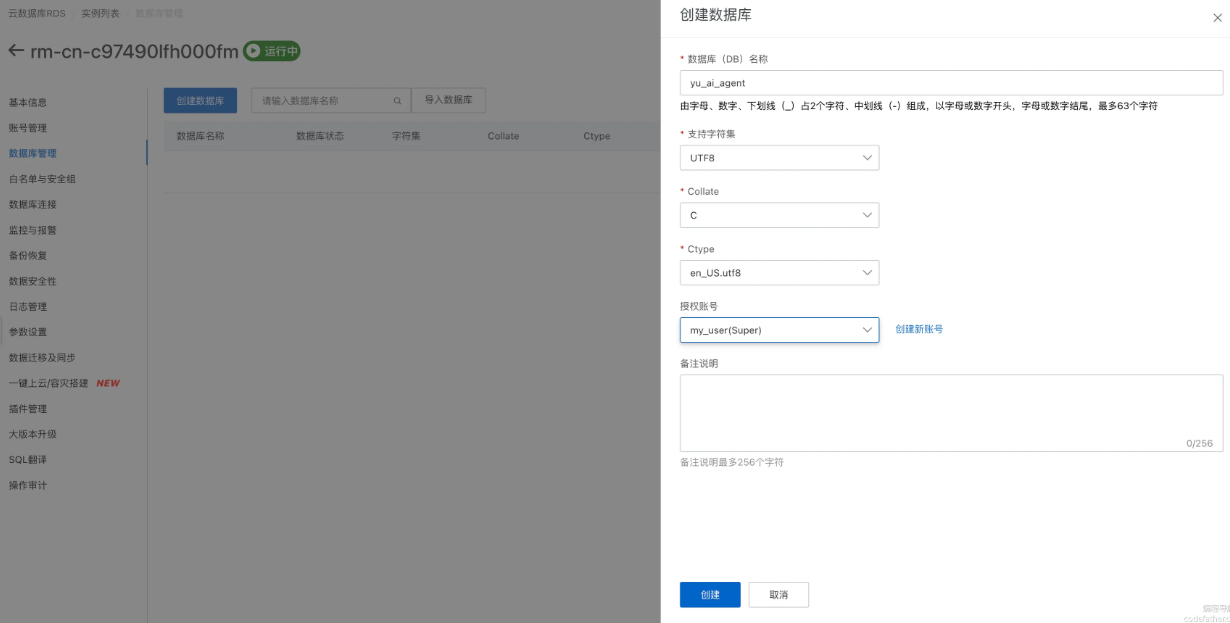 云数据库RDS / 实例列表 / 数据库管理
rm-cn-c97490lfh000fm 运行中
基本信息
账号管理
数据库管理
白名单与安全组
数据库连接
监控与报警
备份恢复
数据安全性
日志管理
参数设置
数据迁移及同步
一键上云/容灾搭建 NEW
插件管理
大版本升级
SQL翻译
操作审计
创建数据库 请输入数据库名称 导入数据库
数据库名称 数据库状态 字符集 Collate Ctype
创建数据库
* 数据库（DB）名称
yu_ai_agent
由字母、数字、下划线（_）占2个字符、中划线（-）组成，以字母或数字开头，字母或数字结尾，最多63个字符
* 支持字符集
UTF8
* Collate
C
* Ctype
en_US.utf8
授权账号
my_user(Super) 创建新账号
备注说明
0/256
备注说明最多256个字符
创建 取消
编程导
codefather.c